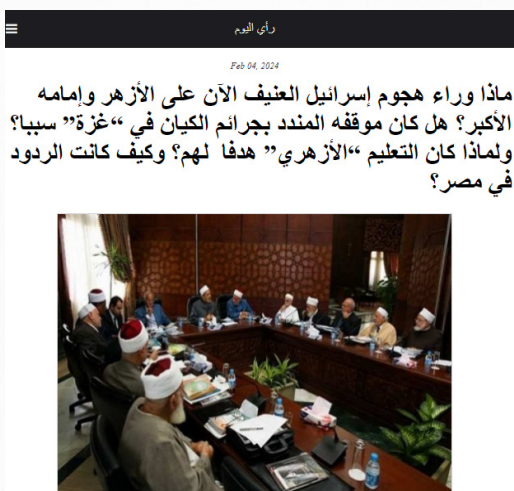 رأي اليوم
Feb 04, 2024
ماذا وراء هجوم إسرائيل العنيف الآن على الأزهر وإمامه
الأكبر؟ هل كان موقفه المندد بجرائم الكيان في “غزة” سببا؟
ولماذا كان التعليم “الأزهري” هدفا لهم؟ وكيف كانت الردود
في مصر؟